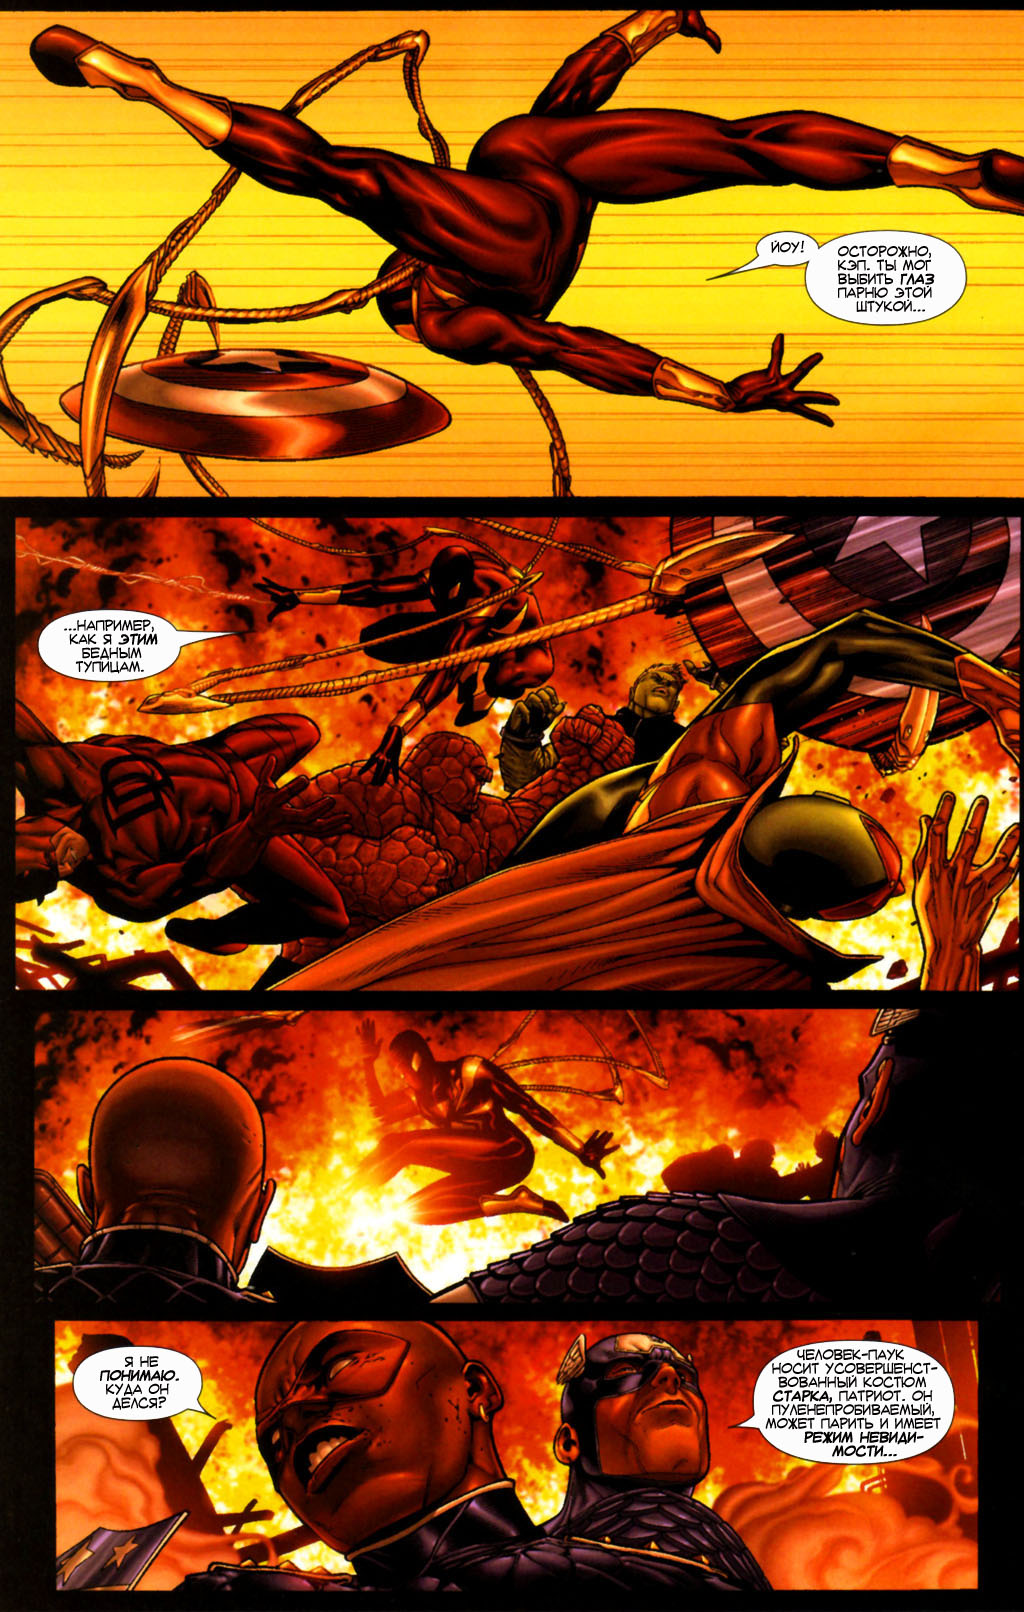 ЙОУ!
ОСТОРОЖНО,
КЭП. ТЫ МОГ
ВЫБИТЬ ГЛАЗ
ПАРНЮ ЭТОЙ
ШТУКОЙ...
...НАПРИМЕР,
КАК Я ЭТИМ
БЕДНЫМ
ТУПИЦАМ.
Я НЕ
ПОНИМАЮ.
КУДА ОН
ДЕЛСЯ?
ЧЕЛОВЕК-ПАУК
НОСИТ УСОВЕРШЕНСТ-
ВОВАННЫЙ КОСТЮМ
СТАРКА, ПАТРИОТ. ОН
ПУЛЕНЕПРОБИВАЕМЫЙ,
МОЖЕТ ПАРИТЬ И ИМЕЕТ
РЕЖИМ НЕВИДИ-
МОСТИ...